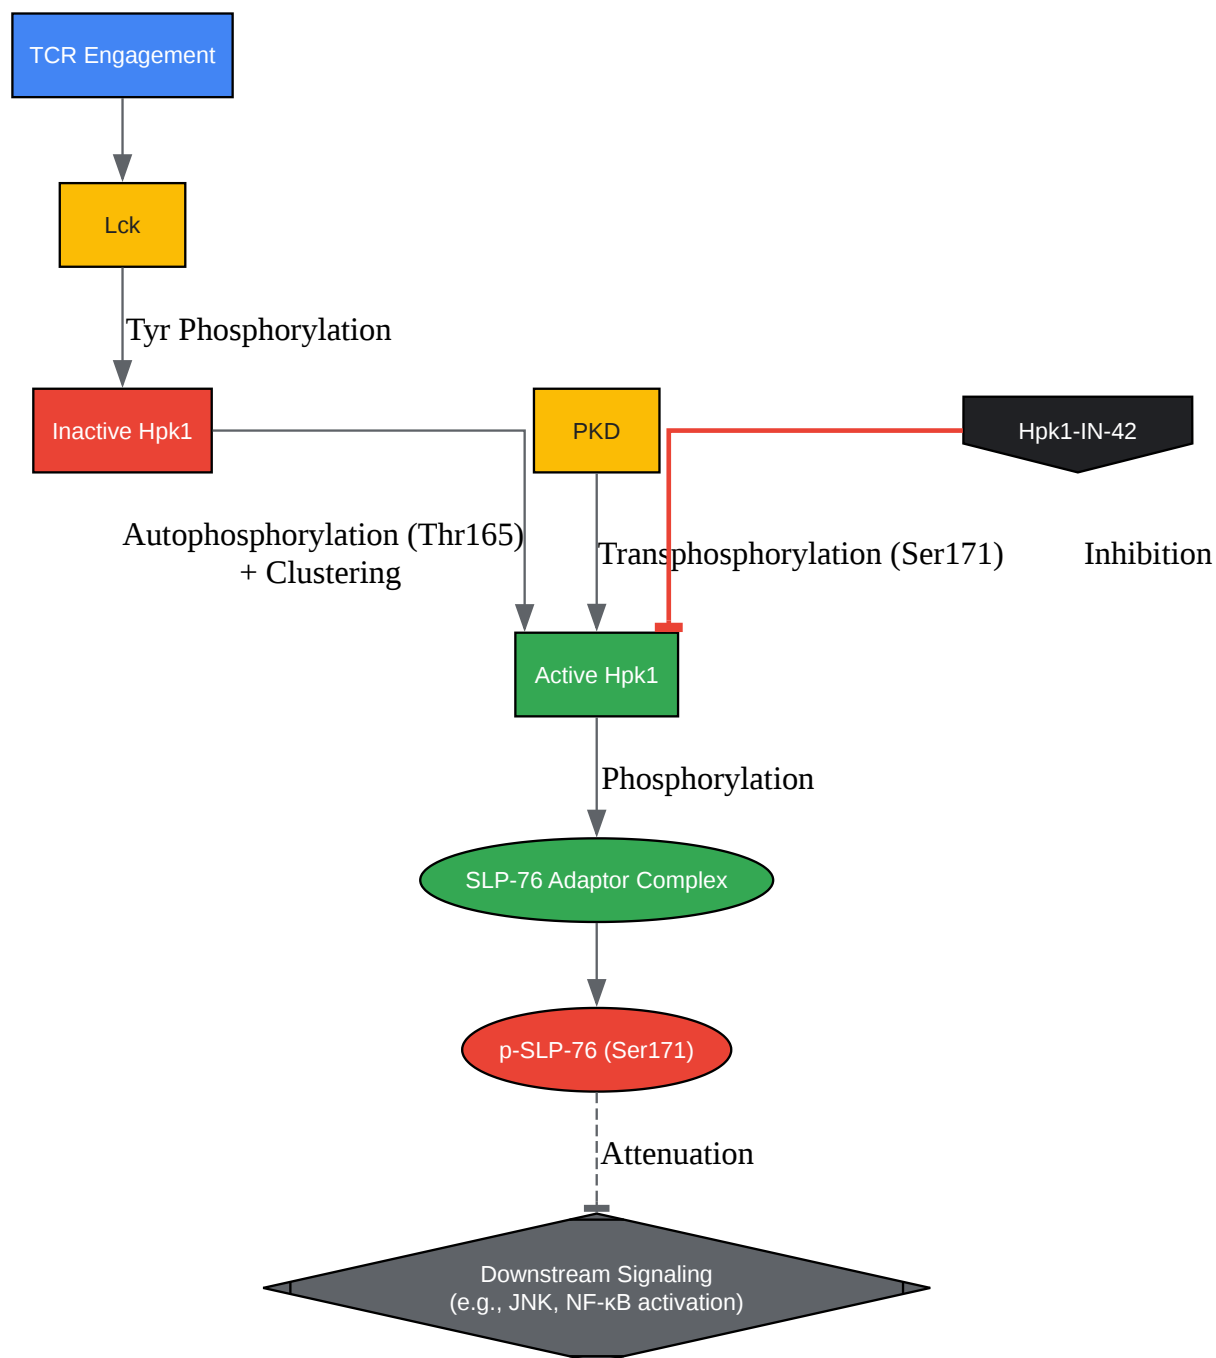 TCR Engagement
Lck
Tyr Phosphorylation
Inactive Hpk1
PKD
Hpk1-IN-42
Autophosphorylation (Thr165)
+ Clustering
Transphosphorylation (Ser171)
Inhibition
Active Hpk1
Phosphorylation
SLP-76 Adaptor Complex
p-SLP-76 (Ser171)
Attenuation
Downstream Signaling
(e.g., JNK, NF-κB activation)